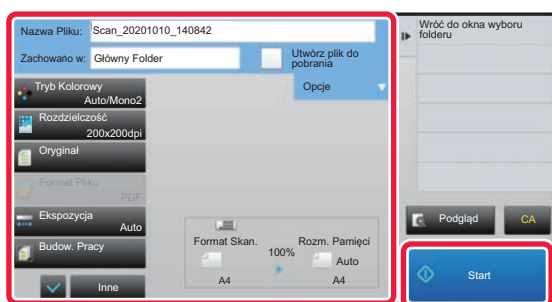 Nazwa Pliku: Scan_20201010_140842
Zachowano w: Główny Folder
Utwórz plik do
pobrania
Opcje
Tryb Kolorowy
Auto/Mono2
Rozdzielczość
200x200dpi
Oryginał
Format Pliku
PDF
Ekspozycja
Auto
Budow. Pracy
Inne
Format Skan.
A4
100%
Rozm. Pamięci
Auto
A4
Wróć do okna wyboru
folderu
Podgląd
CA
Start